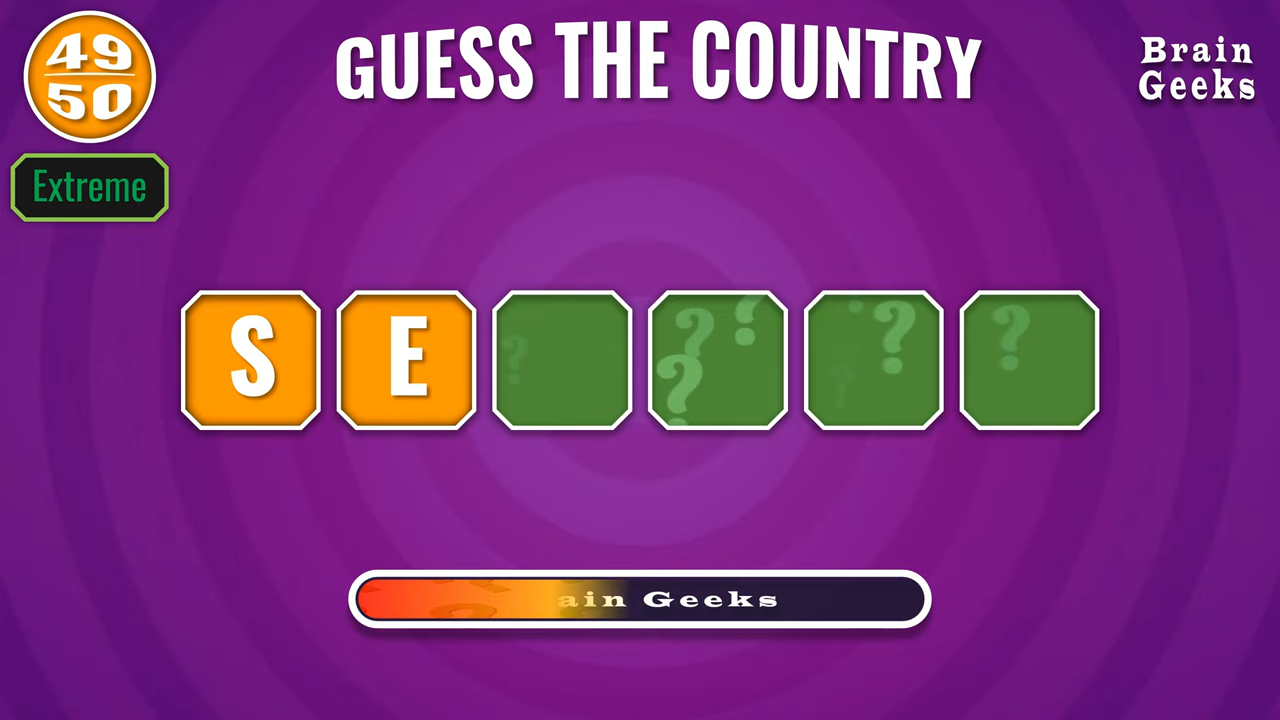 49
50
GUESS THE COUNTRY
Brain
Geeks
Extreme
S E
? ? ? ? ? ? ? ?
ain Geeks